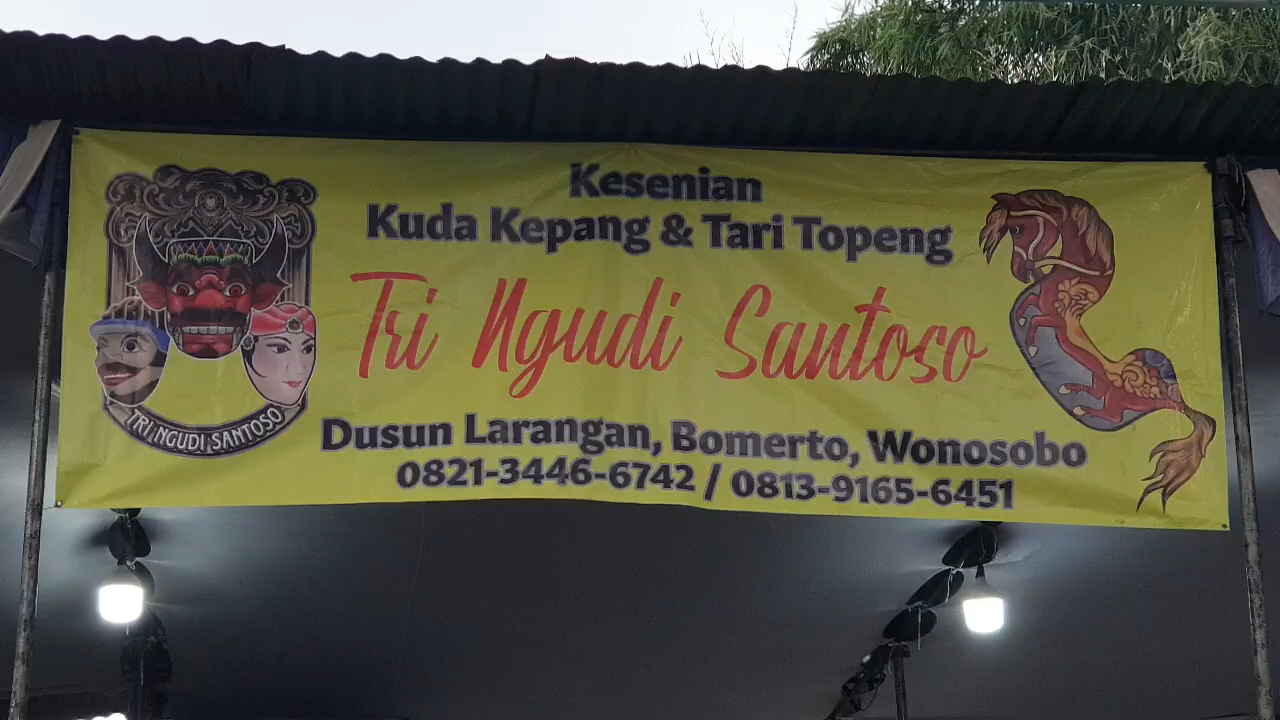 Kesenian
Kuda Kepang & Tari Topeng
Tri Ngudi Santoso
TRI NGUDI SANTOSO
Dusun Larangan, Bomerto, Wonosobo
0821-3446-6742 / 0813-9165-6451